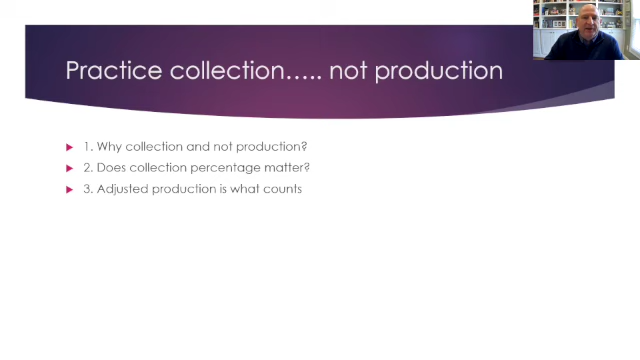 Practice collection….. not production
1. Why collection and not production?
2. Does collection percentage matter?
3. Adjusted production is what counts